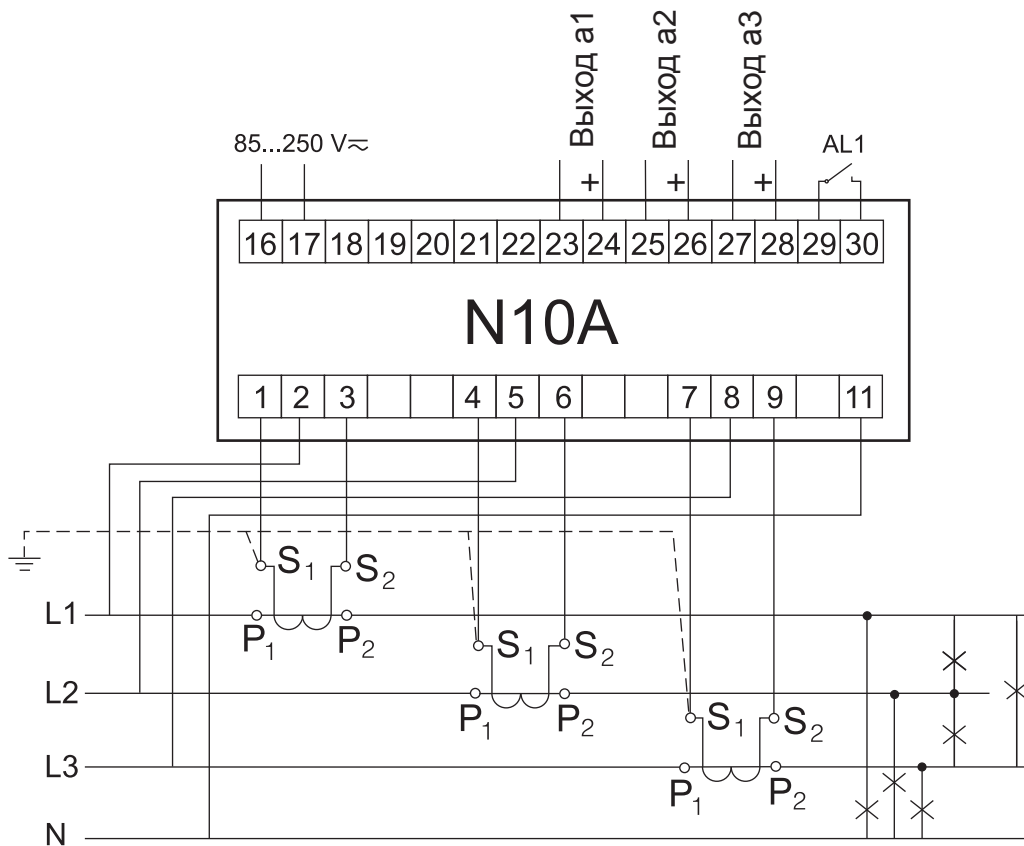 Выход a1
Выход a2
Выход a3
85...250 V≂
AL1
+ + +
16 17 18 19 20 21 22 23 24 25 26 27 28 29 30
N10A
1 2 3 4 5 6 7 8 9 11
S₁ S₂
L1
P₁ P₂
S₁ S₂
L2
P₁ P₂
S₁ S₂
L3
P₁ P₂
N